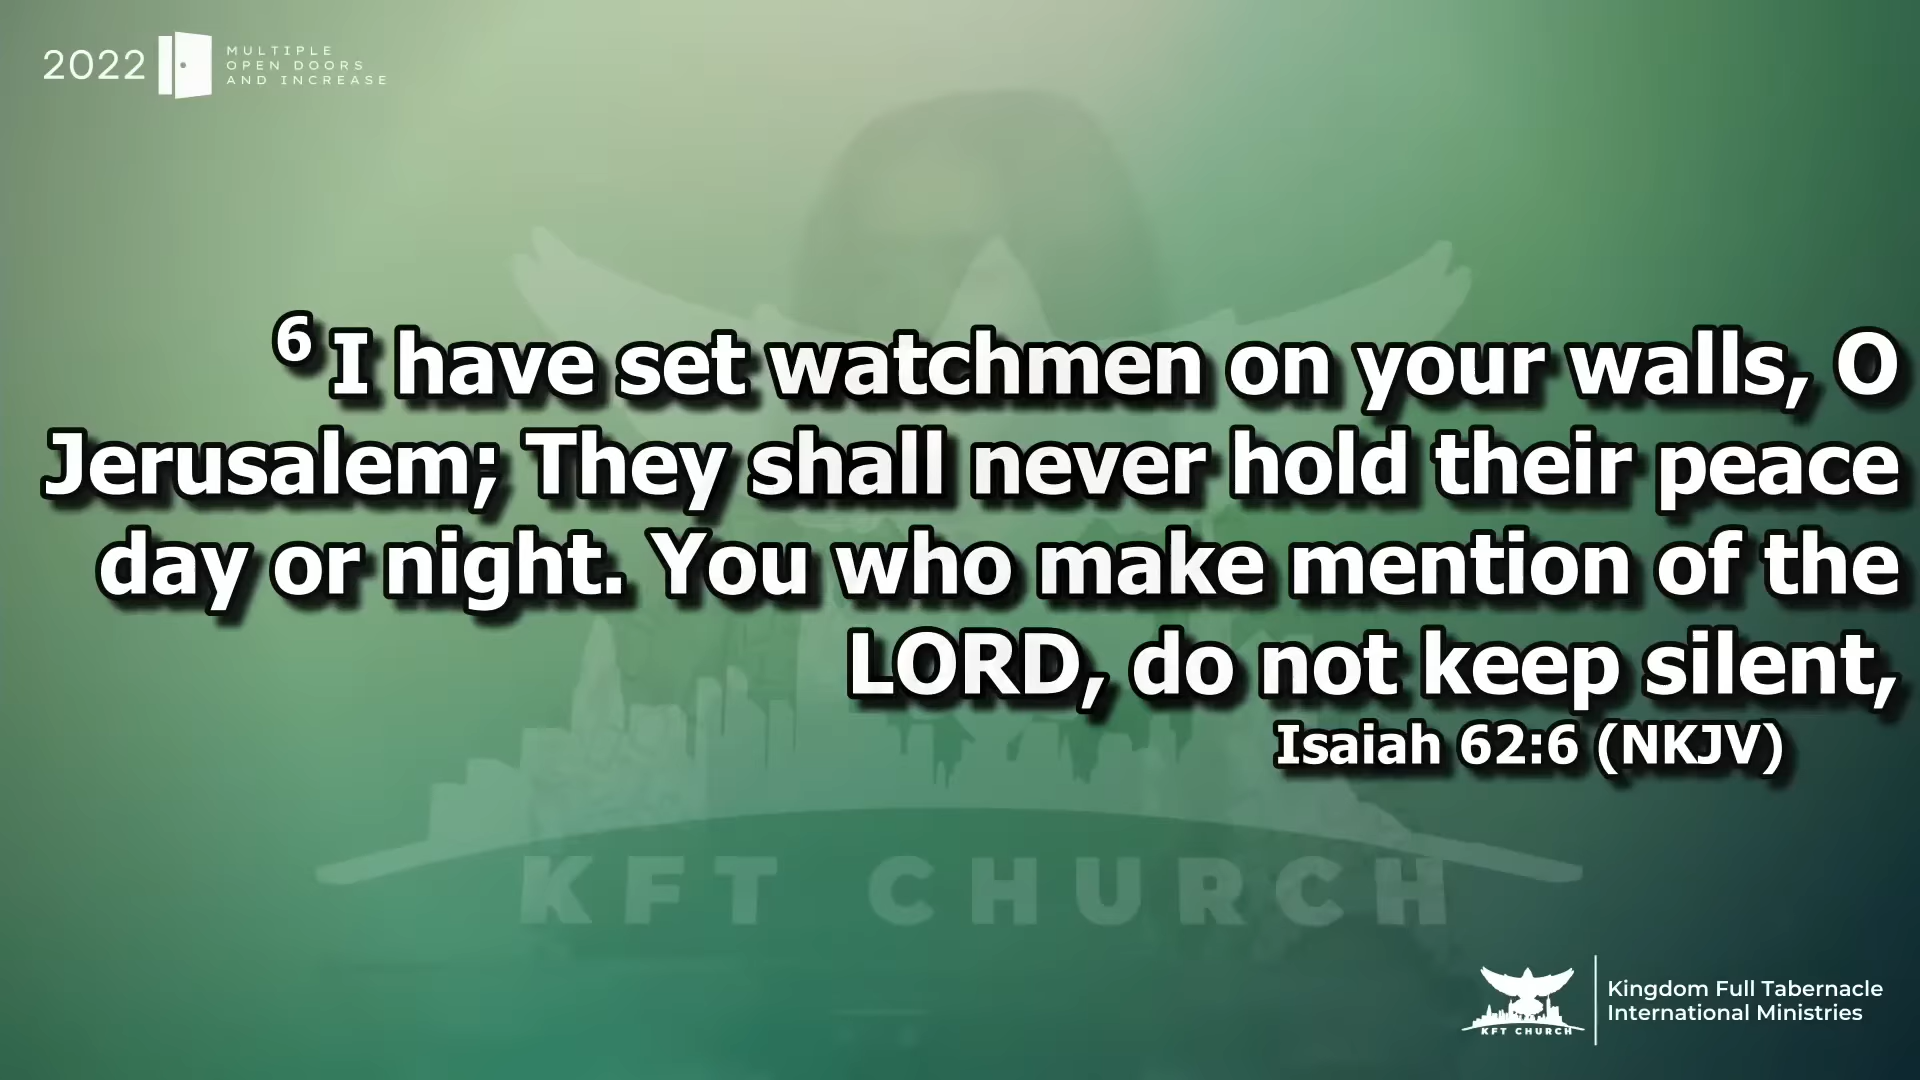 2022
MULTIPLE
OPEN DOORS
AND INCREASE
6 I have set watchmen on your walls, O
Jerusalem; They shall never hold their peace
day or night. You who make mention of the
LORD, do not keep silent,
Isaiah 62:6 (NKJV)
KFT CHURCH
KFT CHURCH
Kingdom Full Tabernacle
International Ministries